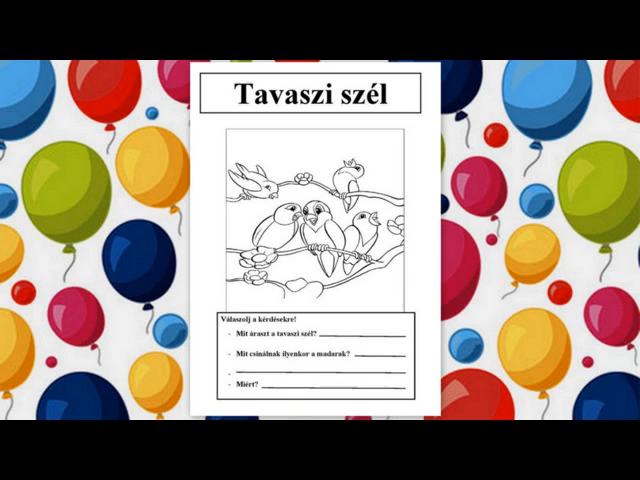 Tavaszi szél
Válaszolj a kérdésekre!
- Mit áraszt a tavaszi szél?
- Mit csinálnak ilyenkor a madarak?
-
- Miért?